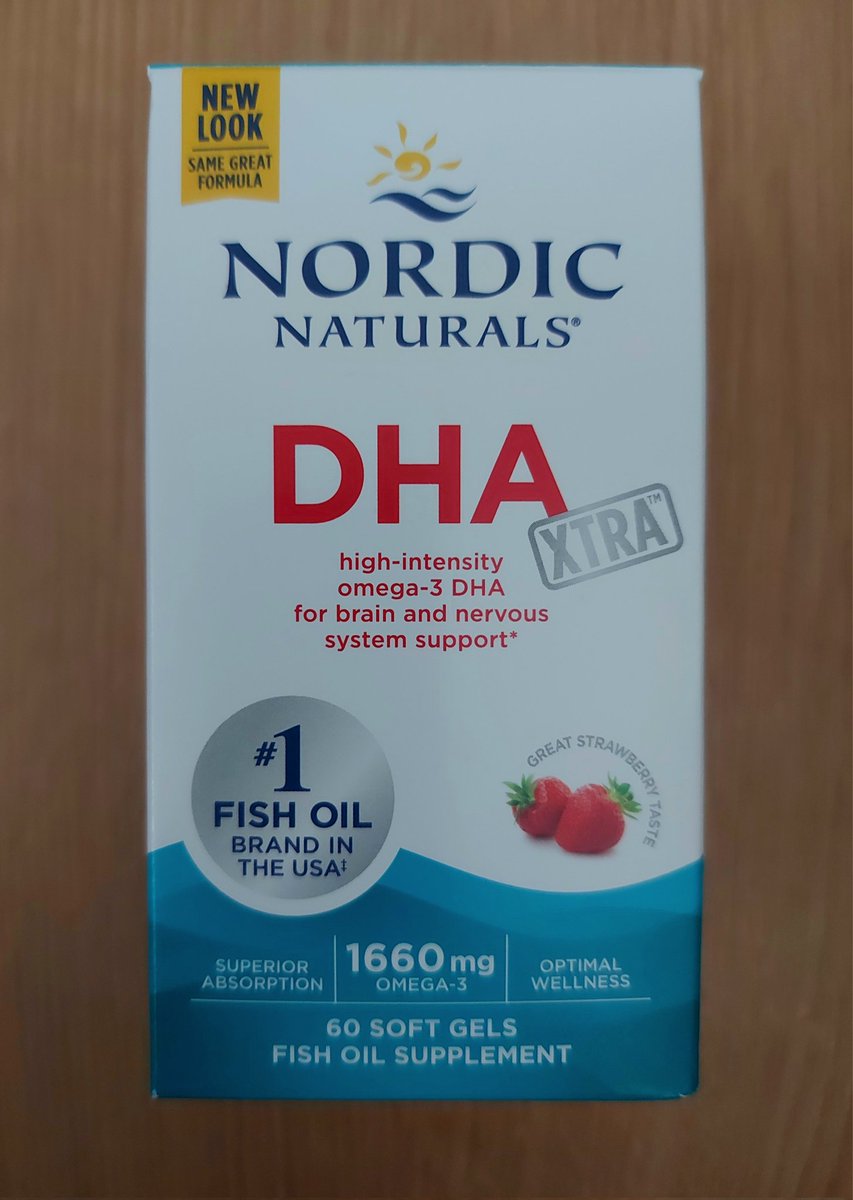 NEW
LOOK
SAME GREAT
FORMULA
NORDIC
NATURALS®
DHA
XTRA™
high-intensity
omega-3 DHA
for brain and nervous
system support*
#1
FISH OIL
BRAND IN
THE USA‡
GREAT STRAWBERRY TASTE
SUPERIOR
ABSORPTION
1660 mg
OMEGA-3
OPTIMAL
WELLNESS
60 SOFT GELS
FISH OIL SUPPLEMENT